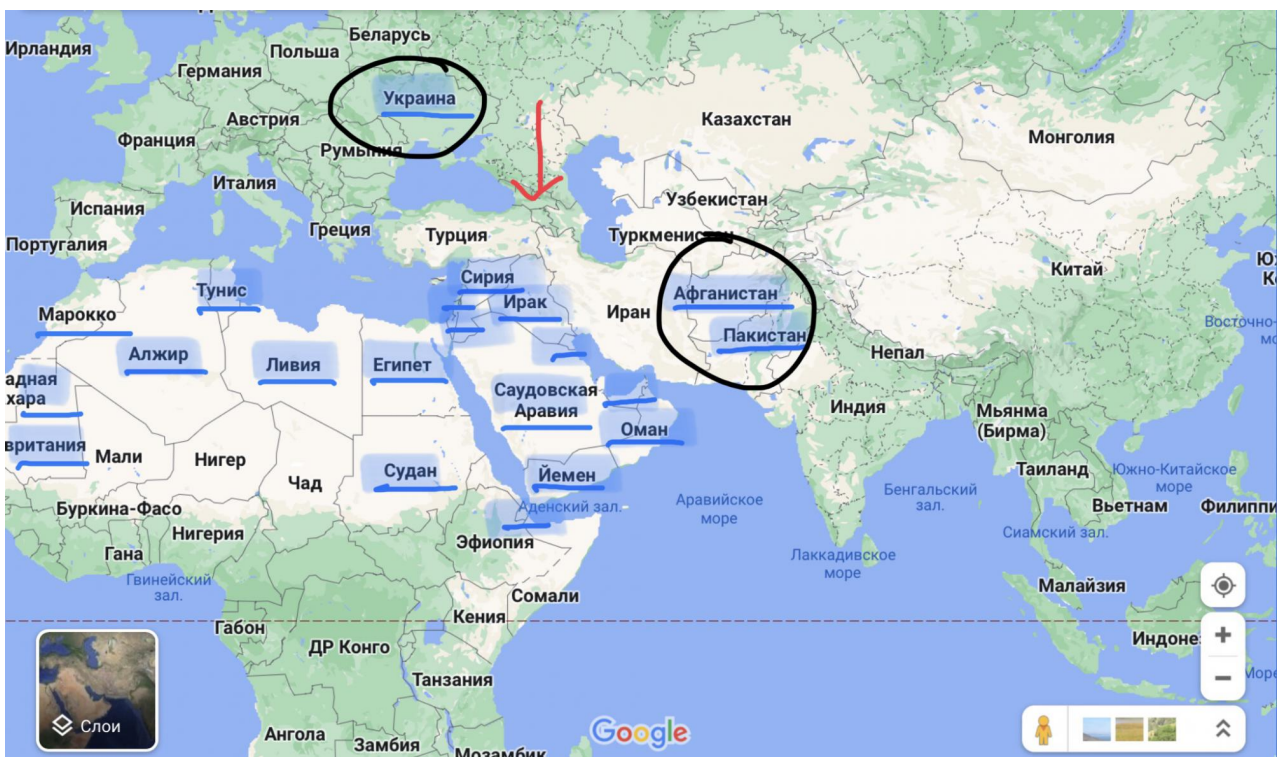 Ирландия
Беларусь
Польша
Германия
Украина
Австрия
Казахстан
Франция
Монголия
Румыния
Италия
Узбекистан
Испания
Греция
Турция
Туркменистан
Португалия
Ю
К
Китай
Сирия
Тунис
Афганистан
Ирак
Иран
Марокко
Восточно-
мо
Пакистан
Алжир
Ливия
Египет
Непал
адная
хара
Саудовская
Аравия
Индия
Мьянма
(Бирма)
Оман
вритания
Мали
Нигер
Судан
Чад
Йемен
Таиланд
Южно-Китайское
море
Бенгальский
зал.
Аравийское
море
Буркина-Фасо
Аденский зал.
Вьетнам
Филиппи
Нигерия
Сиамский зал.
Гана
Эфиопия
Лаккадивское
море
Гвинейский
зал.
Малайзия
Сомали
Кения
Габон
Индоне
ДР Конго
Море
Танзания
Слои
Google
Ангола
Замбия
Мозамбик